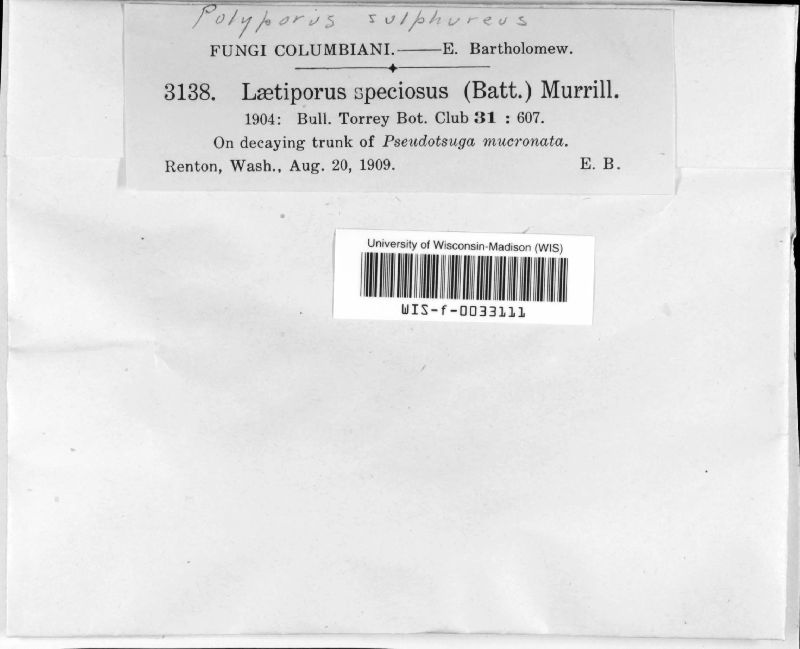 Polyporus sulphureus
FUNGI COLUMBIANI.——E. Bartholomew.
3138. Lætiporus speciosus (Batt.) Murrill.
1904: Bull. Torrey Bot. Club 31 : 607.
On decaying trunk of Pseudotsuga mucronata.
Renton, Wash., Aug. 20, 1909. E. B.
University of Wisconsin-Madison (WIS)
WIS-f-0033111